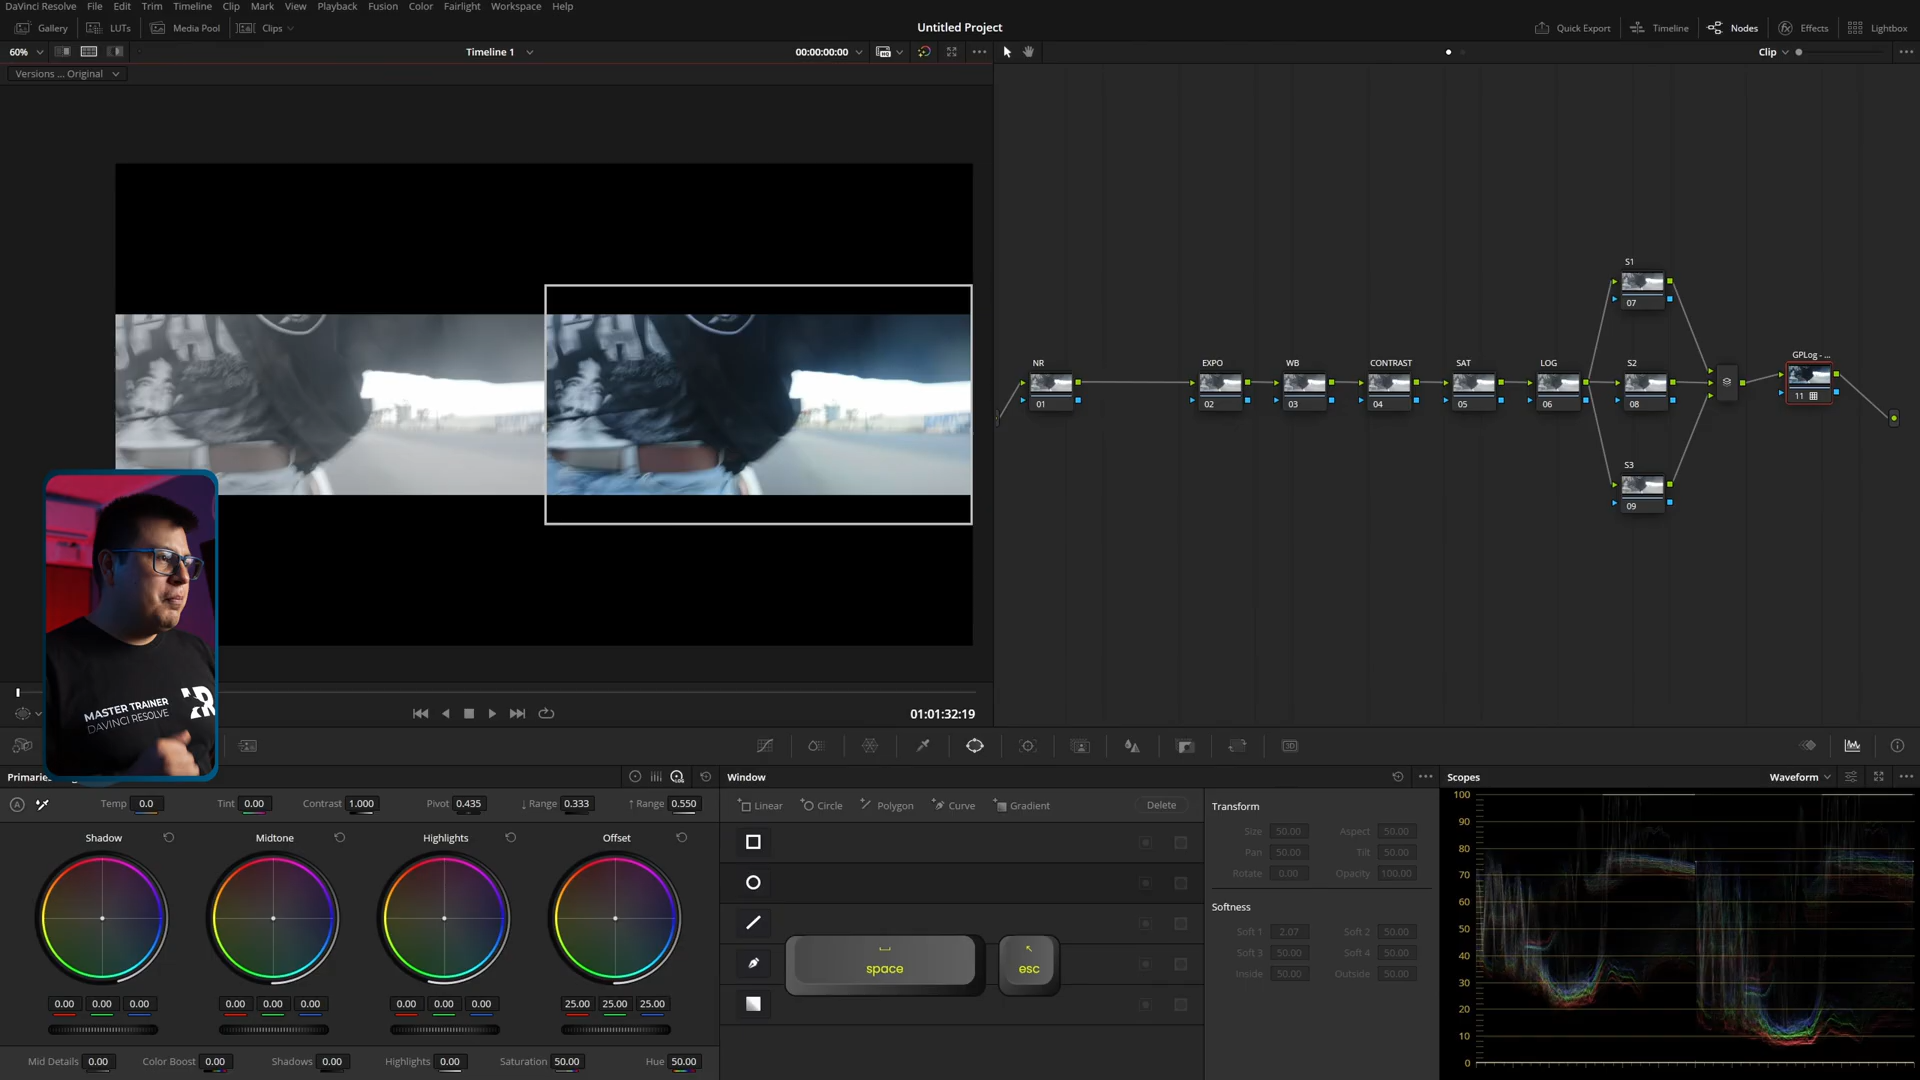 DaVinci Resolve File Edit Trim Timeline Clip Mark View Playback Fusion Color Fairlight Workspace Help
Gallery LUTs Media Pool Clips Untitled Project Quick Export Timeline Nodes Effects Lightbox
60% Timeline 1 00:00:00:00 Clip
Versions ... Original
S1
07
NR EXPO WB CONTRAST SAT LOG S2 GPLog - ...
01 02 03 04 05 06 08 11
S3
09
MASTER TRAINER
DAVINCI RESOLVE
01:01:32:19
Primaries
Temp 0.0 Tint 0.00 Contrast 1.000 Pivot 0.435 ↓ Range 0.333 ↑ Range 0.550
Shadow Midtone Highlights Offset
0.00 0.00 0.00 0.00 0.00 0.00 0.00 0.00 0.00 25.00 25.00 25.00
Mid Details 0.00 Color Boost 0.00 Shadows 0.00 Highlights 0.00 Saturation 50.00 Hue 50.00
Window
Linear Circle Polygon Curve Gradient Delete
space esc
Transform
Size 50.00 Aspect 50.00
Pan 50.00 Tilt 50.00
Rotate 0.00 Opacity 100.00
Softness
Soft 1 2.07 Soft 2 50.00
Soft 3 50.00 Soft 4 50.00
Inside 50.00 Outside 50.00
Scopes Waveform
100
90
80
70
60
50
40
30
20
10
0